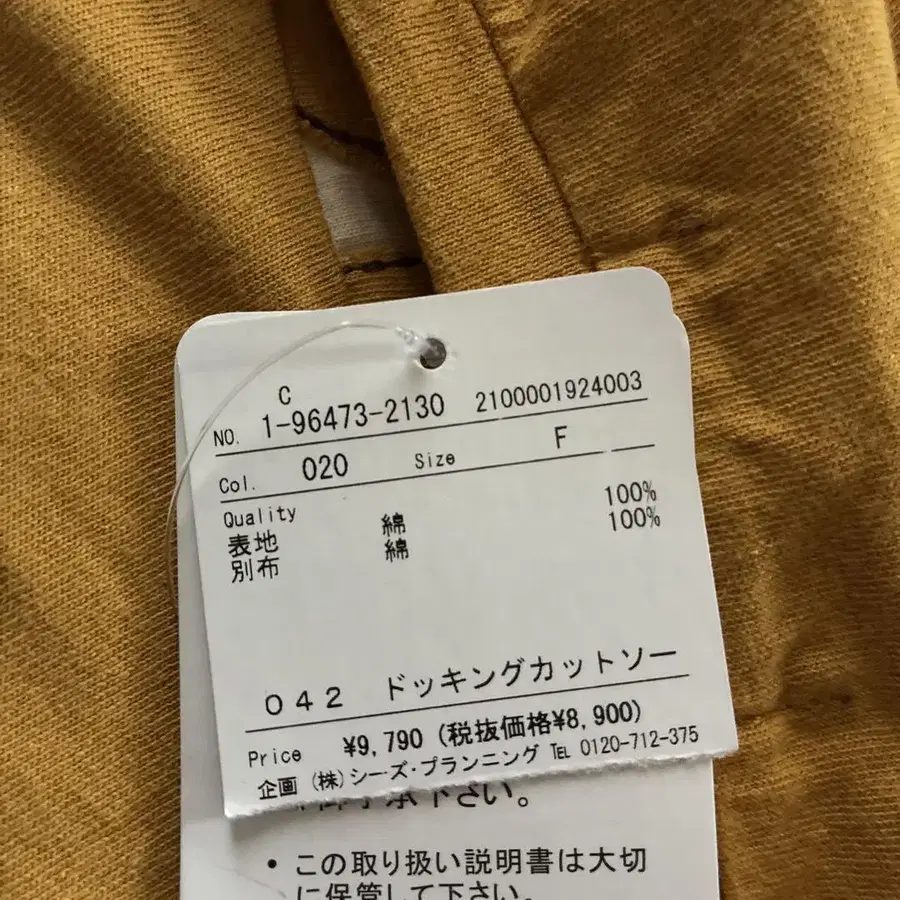 C
NO. 1-96473-2130 2100001924003
Col. 020 Size F
Quality
表地 綿 100%
別布 綿 100%
042 ドッキングカットソー
Price ¥9,790 (税抜価格¥8,900)
企画 (株)シーズ・プランニング TEL 0120-712-375
下さい。
・この取り扱い説明書は大切
に保管して下さい。